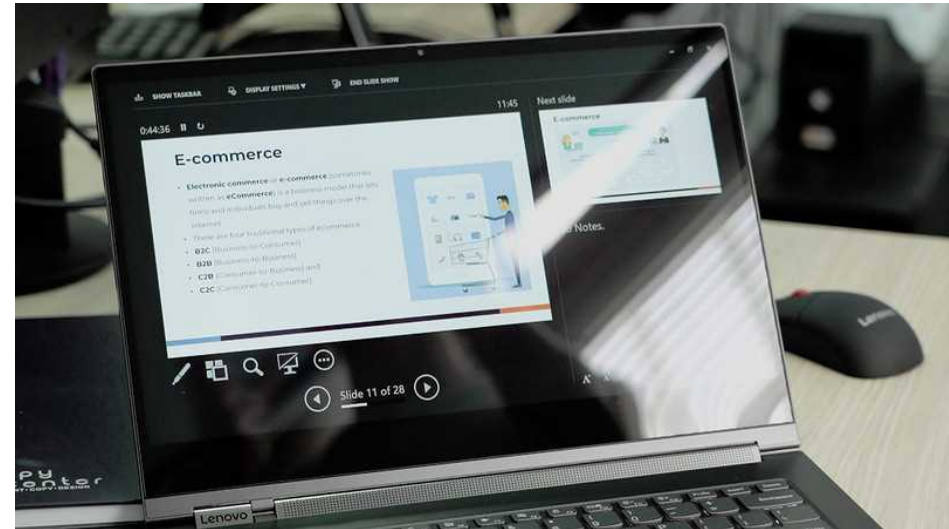 SHOW TASKBAR
DISPLAY SETTINGS ▼
END SLIDE SHOW
0:44:36
11:45
Next slide
E-commerce
• Electronic commerce or e-commerce (sometimes
written as eCommerce) is a business model that lets
firms and individuals buy and sell things over the
internet
• There are four traditional types of ecommerce
• B2C (Business-to-Consumer)
• B2B (Business-to-Business)
• C2B (Consumer-to-Business) and
• C2C (Consumer-to-Consumer)
E-commerce
Notes.
Slide 11 of 28
Lenovo